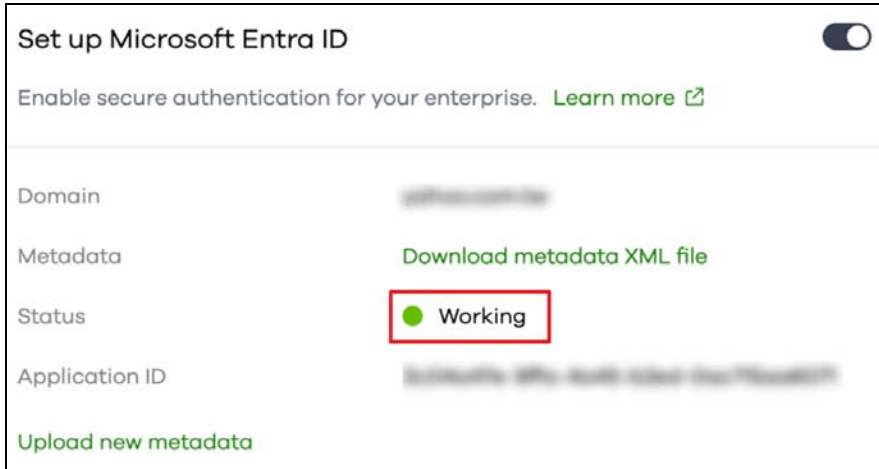 Set up Microsoft Entra ID
Enable secure authentication for your enterprise. Learn more
Domain
Metadata Download metadata XML file
Status Working
Application ID
Upload new metadata